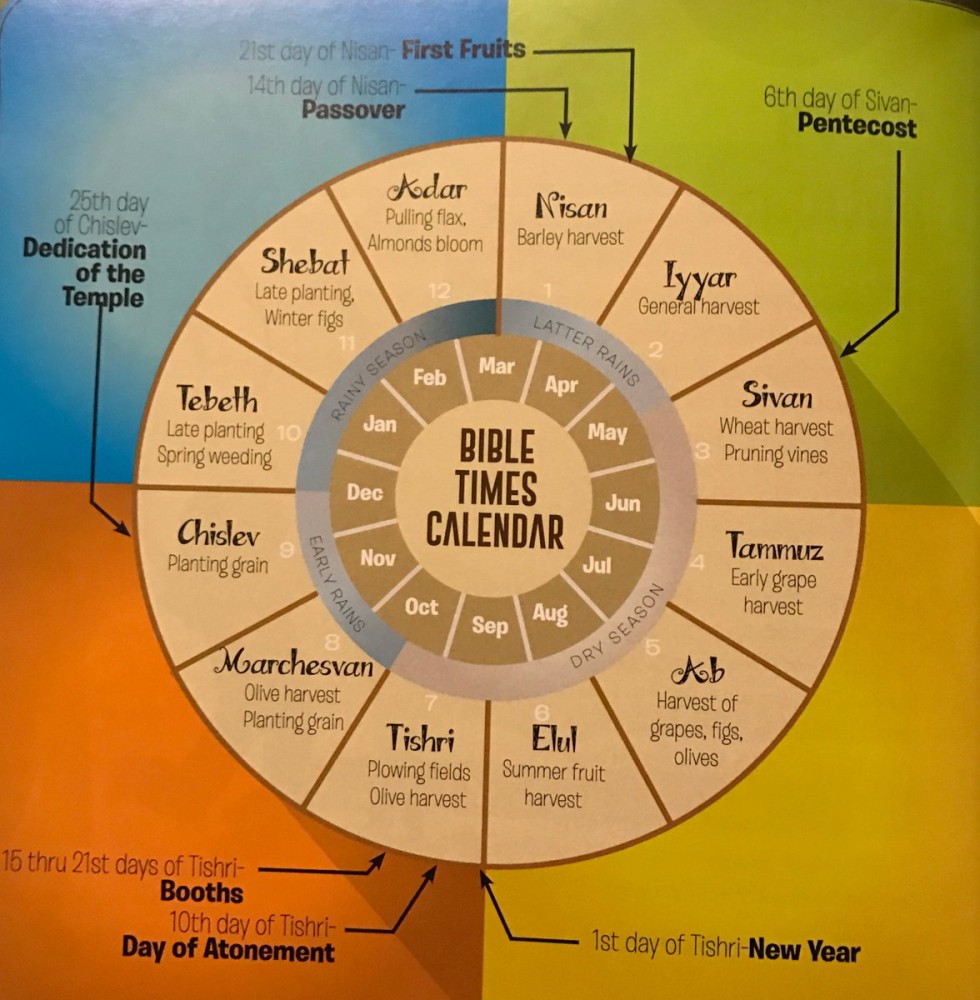 21st day of Nisan- First Fruits
14th day of Nisan-
Passover
6th day of Sivan-
Pentecost
25th day
of Chislev-
Dedication
of the
Temple
Adar
Pulling flax,
Almonds bloom
12
Nisan
Barley harvest
1
Iyyar
General harvest
2
Sivan
Wheat harvest
Pruning vines
3
Tammuz
Early grape
harvest
4
Ab
Harvest of
grapes, figs,
olives
5
Elul
Summer fruit
harvest
6
Tishri
Plowing fields
Olive harvest
7
Marchesvan
Olive harvest
Planting grain
8
Chislev
Planting grain
9
Tebeth
Late planting
Spring weeding
10
Shebat
Late planting,
Winter figs
11
RAINY SEASON
LATTER RAINS
DRY SEASON
EARLY RAINS
Mar
Apr
May
Jun
Jul
Aug
Sep
Oct
Nov
Dec
Jan
Feb
BIBLE
TIMES
CALENDAR
15 thru 21st days of Tishri-
Booths
10th day of Tishri-
Day of Atonement
1st day of Tishri-New Year